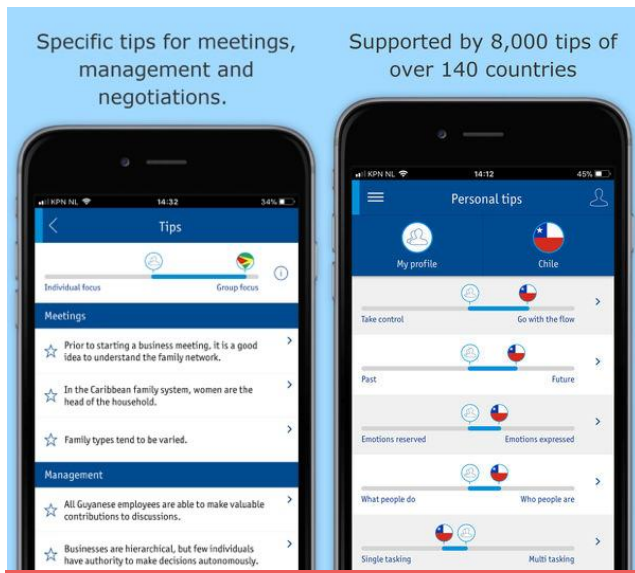 Specific tips for meetings,
management and
negotiations.
KPN NL 14:32 34%
Tips
Individual focus Group focus
Meetings
Prior to starting a business meeting, it is a good
idea to understand the family network.
In the Caribbean family system, women are the
head of the household.
Family types tend to be varied.
Management
All Guyanese employees are able to make valuable
contributions to discussions.
Businesses are hierarchical, but few individuals
have authority to make decisions autonomously.
Supported by 8,000 tips of
over 140 countries
KPN NL 14:12 45%
Personal tips
My profile Chile
Take control Go with the flow
Past Future
Emotions reserved Emotions expressed
What people do Who people are
Single tasking Multi tasking